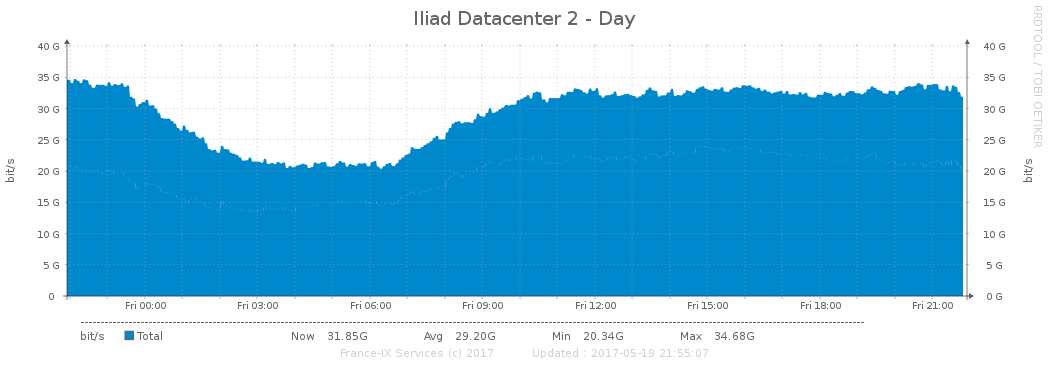 Iliad Datacenter 2 - Day
RRDTOOL / TOBI OETIKER
40 G 40 G
35 G 35 G
30 G 30 G
25 G 25 G
20 G 20 G
15 G 15 G
10 G 10 G
5 G 5 G
0 0 G
bit/s bit/s
Fri 00:00 Fri 03:00 Fri 06:00 Fri 09:00 Fri 12:00 Fri 15:00 Fri 18:00 Fri 21:00
bit/s Total Now 31.85G Avg 29.20G Min 20.34G Max 34.68G
France-IX Services (c) 2017 Updated : 2017-05-19 21:55:07